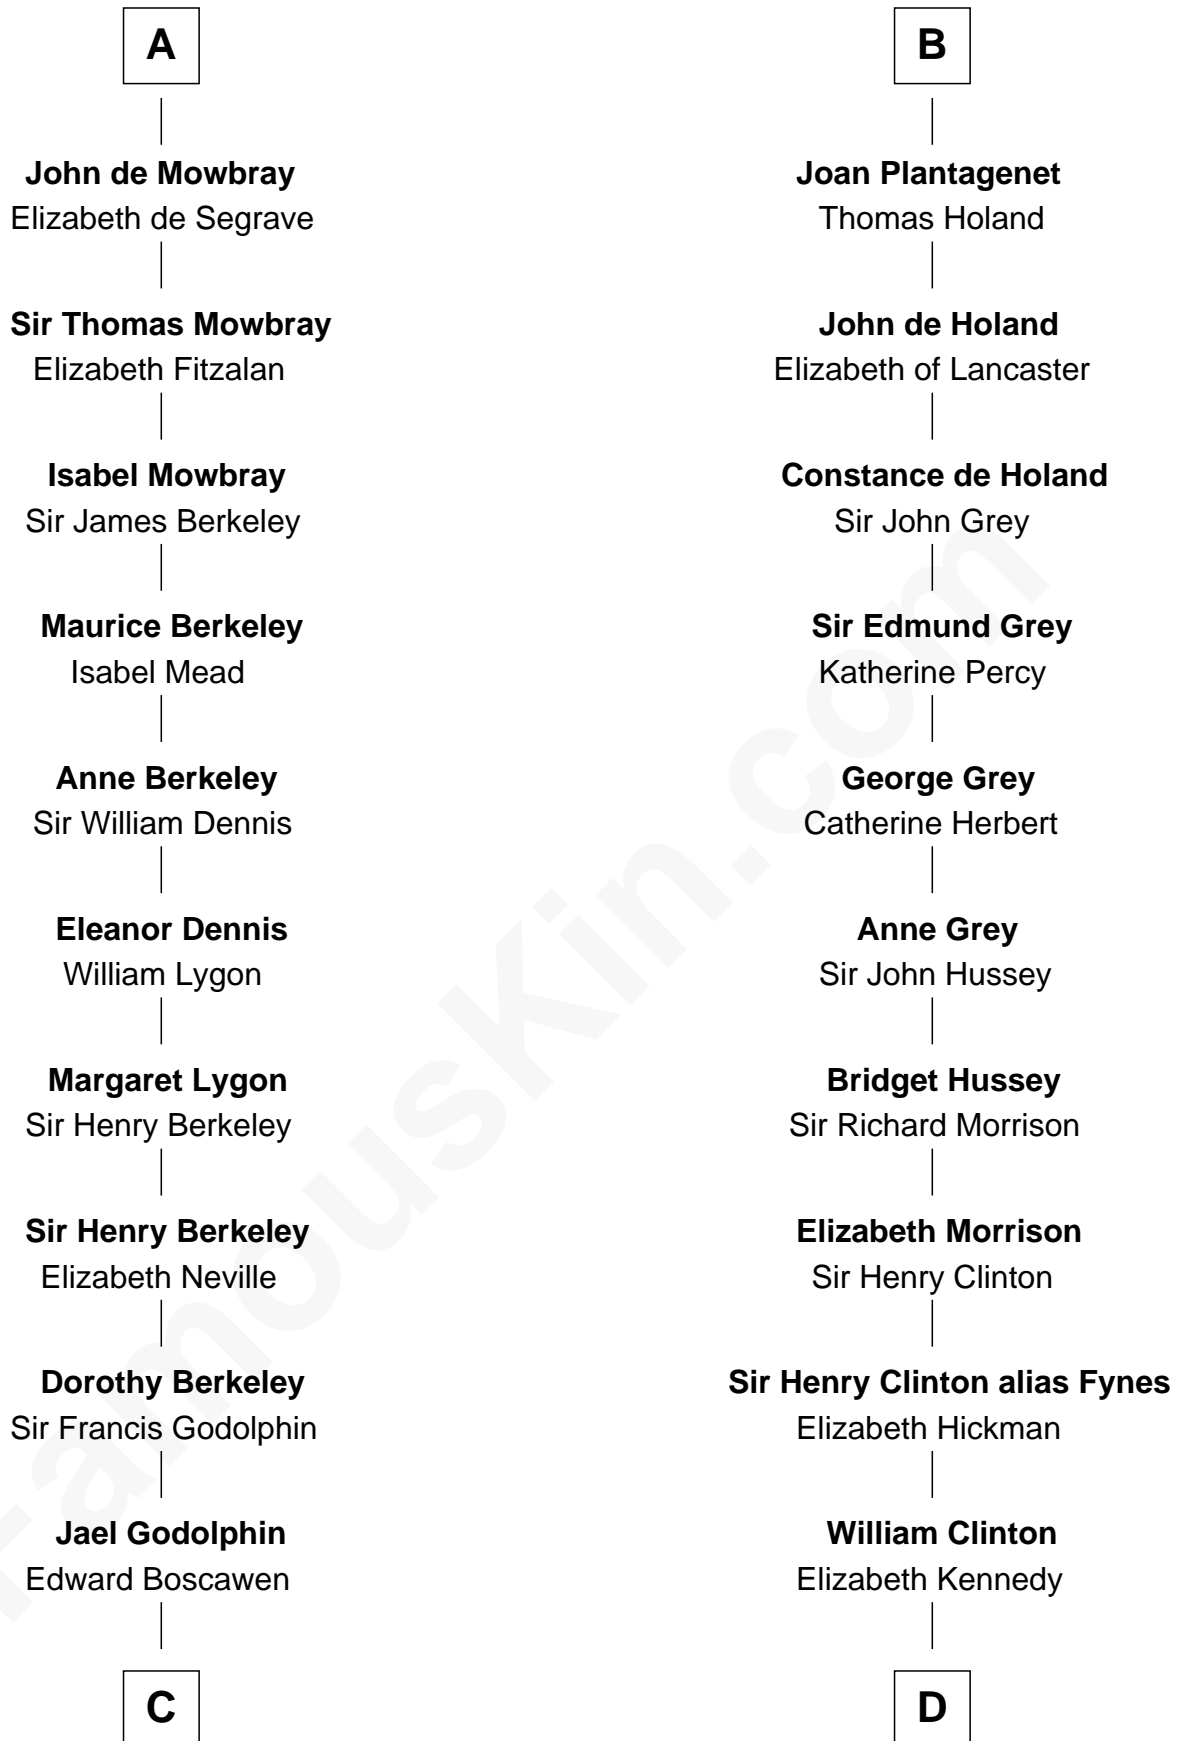 A
John de Mowbray
Elizabeth de Segrave
Sir Thomas Mowbray
Elizabeth Fitzalan
Isabel Mowbray
Sir James Berkeley
Maurice Berkeley
Isabel Mead
Anne Berkeley
Sir William Dennis
Eleanor Dennis
William Lygon
Margaret Lygon
Sir Henry Berkeley
Sir Henry Berkeley
Elizabeth Neville
Dorothy Berkeley
Sir Francis Godolphin
Jael Godolphin
Edward Boscawen
C
B
Joan Plantagenet
Thomas Holand
John de Holand
Elizabeth of Lancaster
Constance de Holand
Sir John Grey
Sir Edmund Grey
Katherine Percy
George Grey
Catherine Herbert
Anne Grey
Sir John Hussey
Bridget Hussey
Sir Richard Morrison
Elizabeth Morrison
Sir Henry Clinton
Sir Henry Clinton alias Fynes
Elizabeth Hickman
William Clinton
Elizabeth Kennedy
D
FamousKin.com